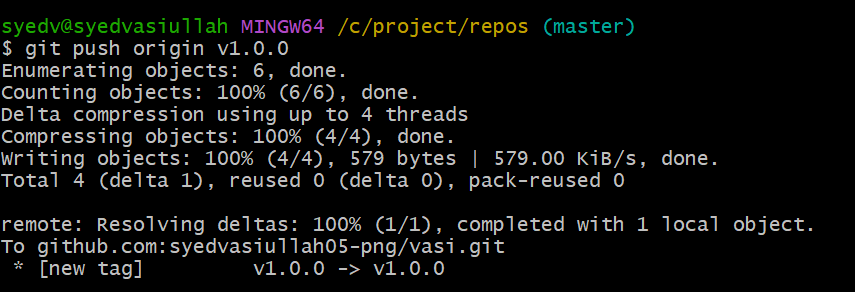 syedv@syedvasiullah MINGW64 /c/project/repos (master)
$ git push origin v1.0.0
Enumerating objects: 6, done.
Counting objects: 100% (6/6), done.
Delta compression using up to 4 threads
Compressing objects: 100% (4/4), done.
Writing objects: 100% (4/4), 579 bytes | 579.00 KiB/s, done.
Total 4 (delta 1), reused 0 (delta 0), pack-reused 0
remote: Resolving deltas: 100% (1/1), completed with 1 local object.
To github.com:syedvasiullah05-png/vasi.git
 * [new tag]         v1.0.0 -> v1.0.0